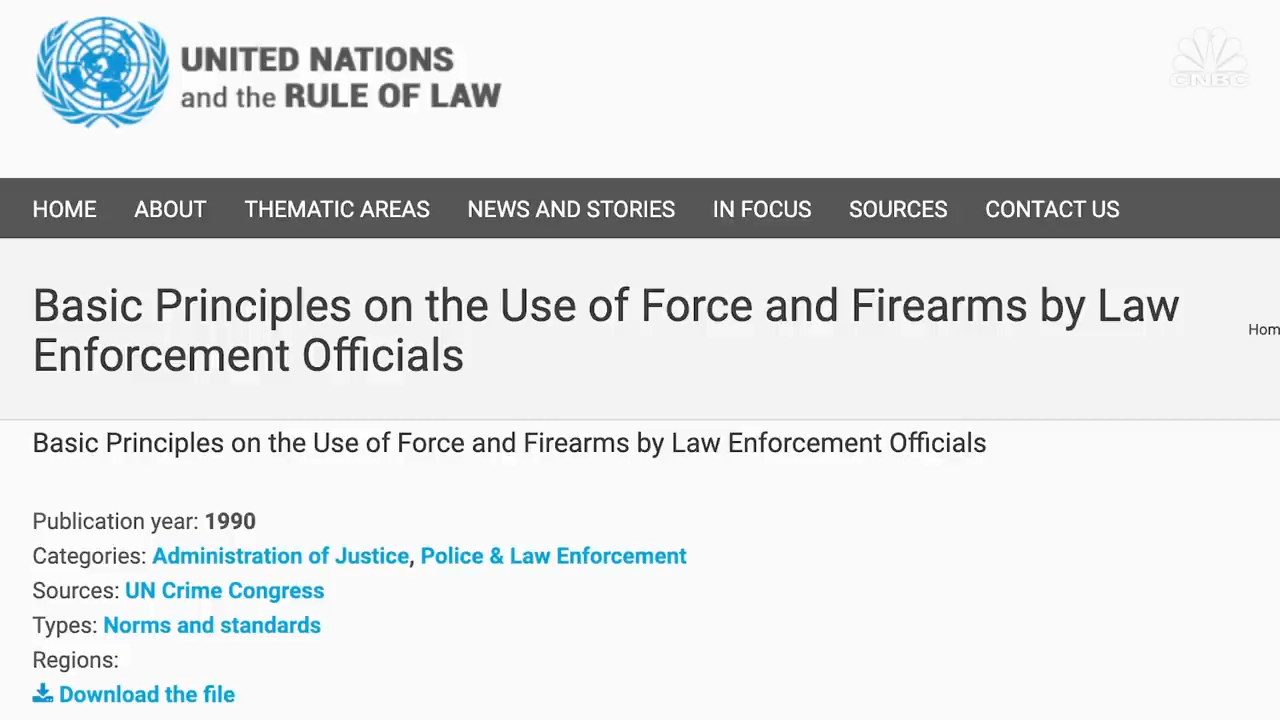 UNITED NATIONS
and the RULE OF LAW
CNBC
HOME ABOUT THEMATIC AREAS NEWS AND STORIES IN FOCUS SOURCES CONTACT US
Basic Principles on the Use of Force and Firearms by Law
Enforcement Officials
Hom
Basic Principles on the Use of Force and Firearms by Law Enforcement Officials
Publication year: 1990
Categories: Administration of Justice, Police & Law Enforcement
Sources: UN Crime Congress
Types: Norms and standards
Regions:
Download the file